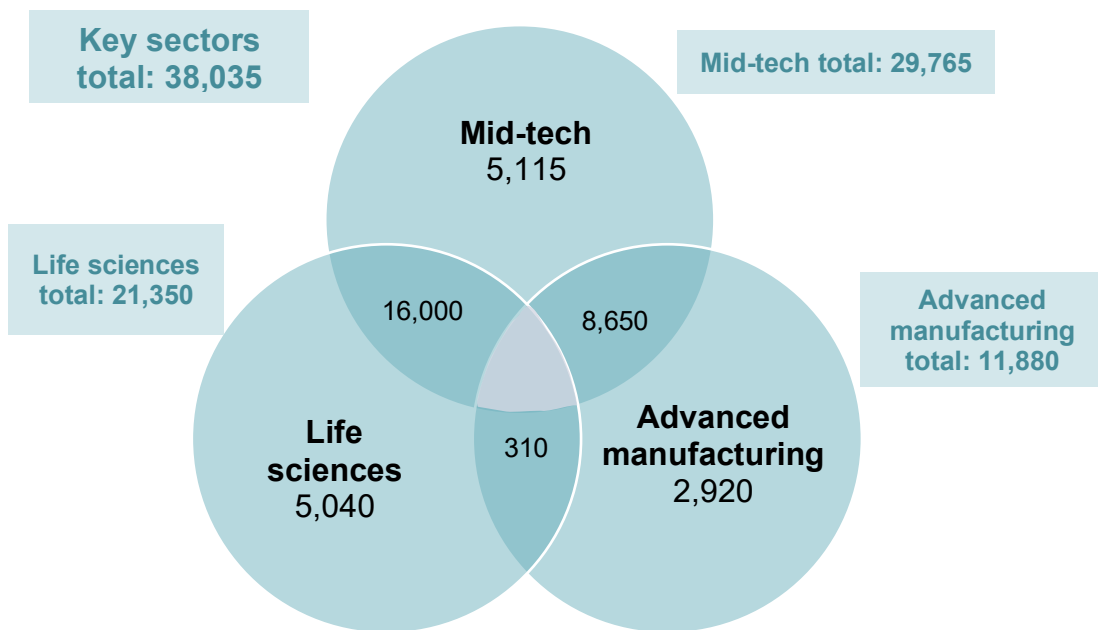 Key sectors
total: 38,035
Mid-tech total: 29,765
Mid-tech
5,115
Life sciences
total: 21,350
16,000
8,650
Advanced
manufacturing
total: 11,880
Life
sciences
5,040
310
Advanced
manufacturing
2,920